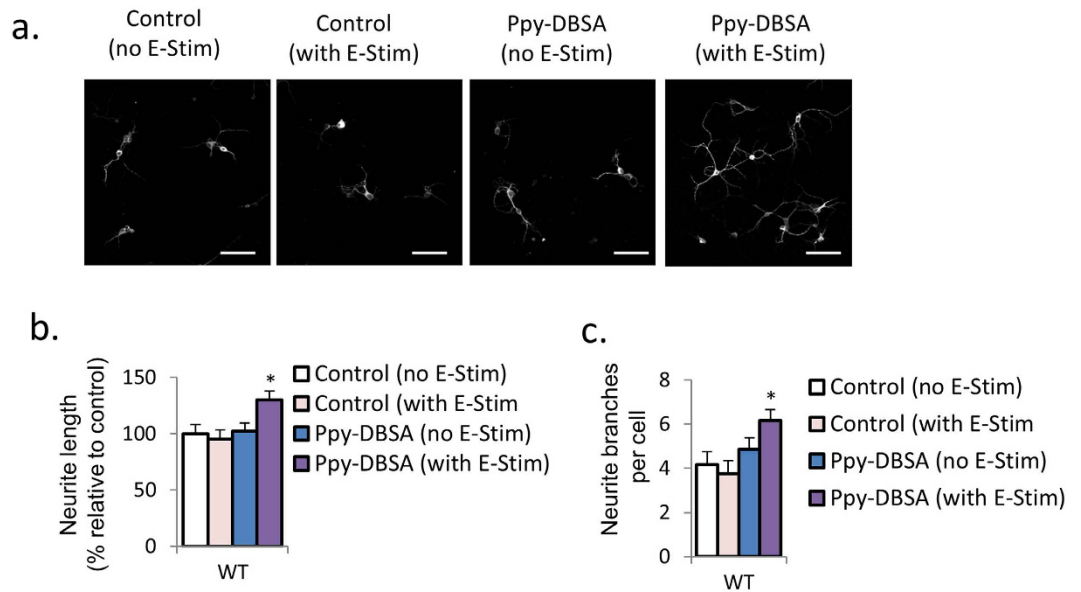 a.
Control
(no E-Stim)
Control
(with E-Stim)
Ppy-DBSA
(no E-Stim)
Ppy-DBSA
(with E-Stim)
b.
Neurite length
(% relative to control)
150
100
50
0
*
WT
Control (no E-Stim)
Control (with E-Stim
Ppy-DBSA (no E-Stim)
Ppy-DBSA (with E-Stim)
c.
Neurite branches
per cell
8
6
4
2
0
*
WT
Control (no E-Stim)
Control (with E-Stim
Ppy-DBSA (no E-Stim)
Ppy-DBSA (with E-Stim)